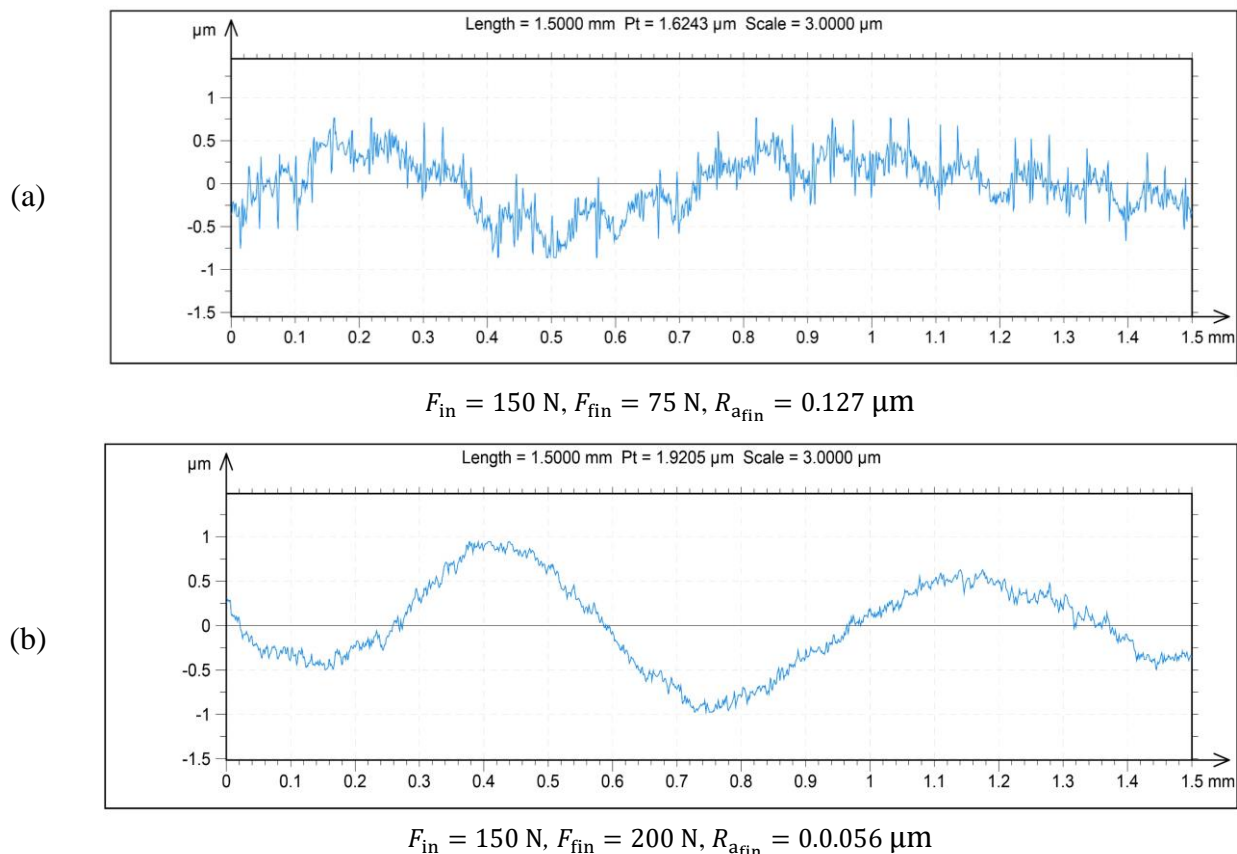 Length = 1.5000 mm Pt = 1.6243 µm Scale = 3.0000 µm
µm
1
0.5
(a)
0
-0.5
-1
-1.5
0 0.1 0.2 0.3 0.4 0.5 0.6 0.7 0.8 0.9 1 1.1 1.2 1.3 1.4 1.5 mm
F_in = 150 N, F_fin = 75 N, R_a_fin = 0.127 µm
Length = 1.5000 mm Pt = 1.9205 µm Scale = 3.0000 µm
µm
1
0.5
(b)
0
-0.5
-1
-1.5
0 0.1 0.2 0.3 0.4 0.5 0.6 0.7 0.8 0.9 1 1.1 1.2 1.3 1.4 1.5 mm
F_in = 150 N, F_fin = 200 N, R_a_fin = 0.0.056 µm